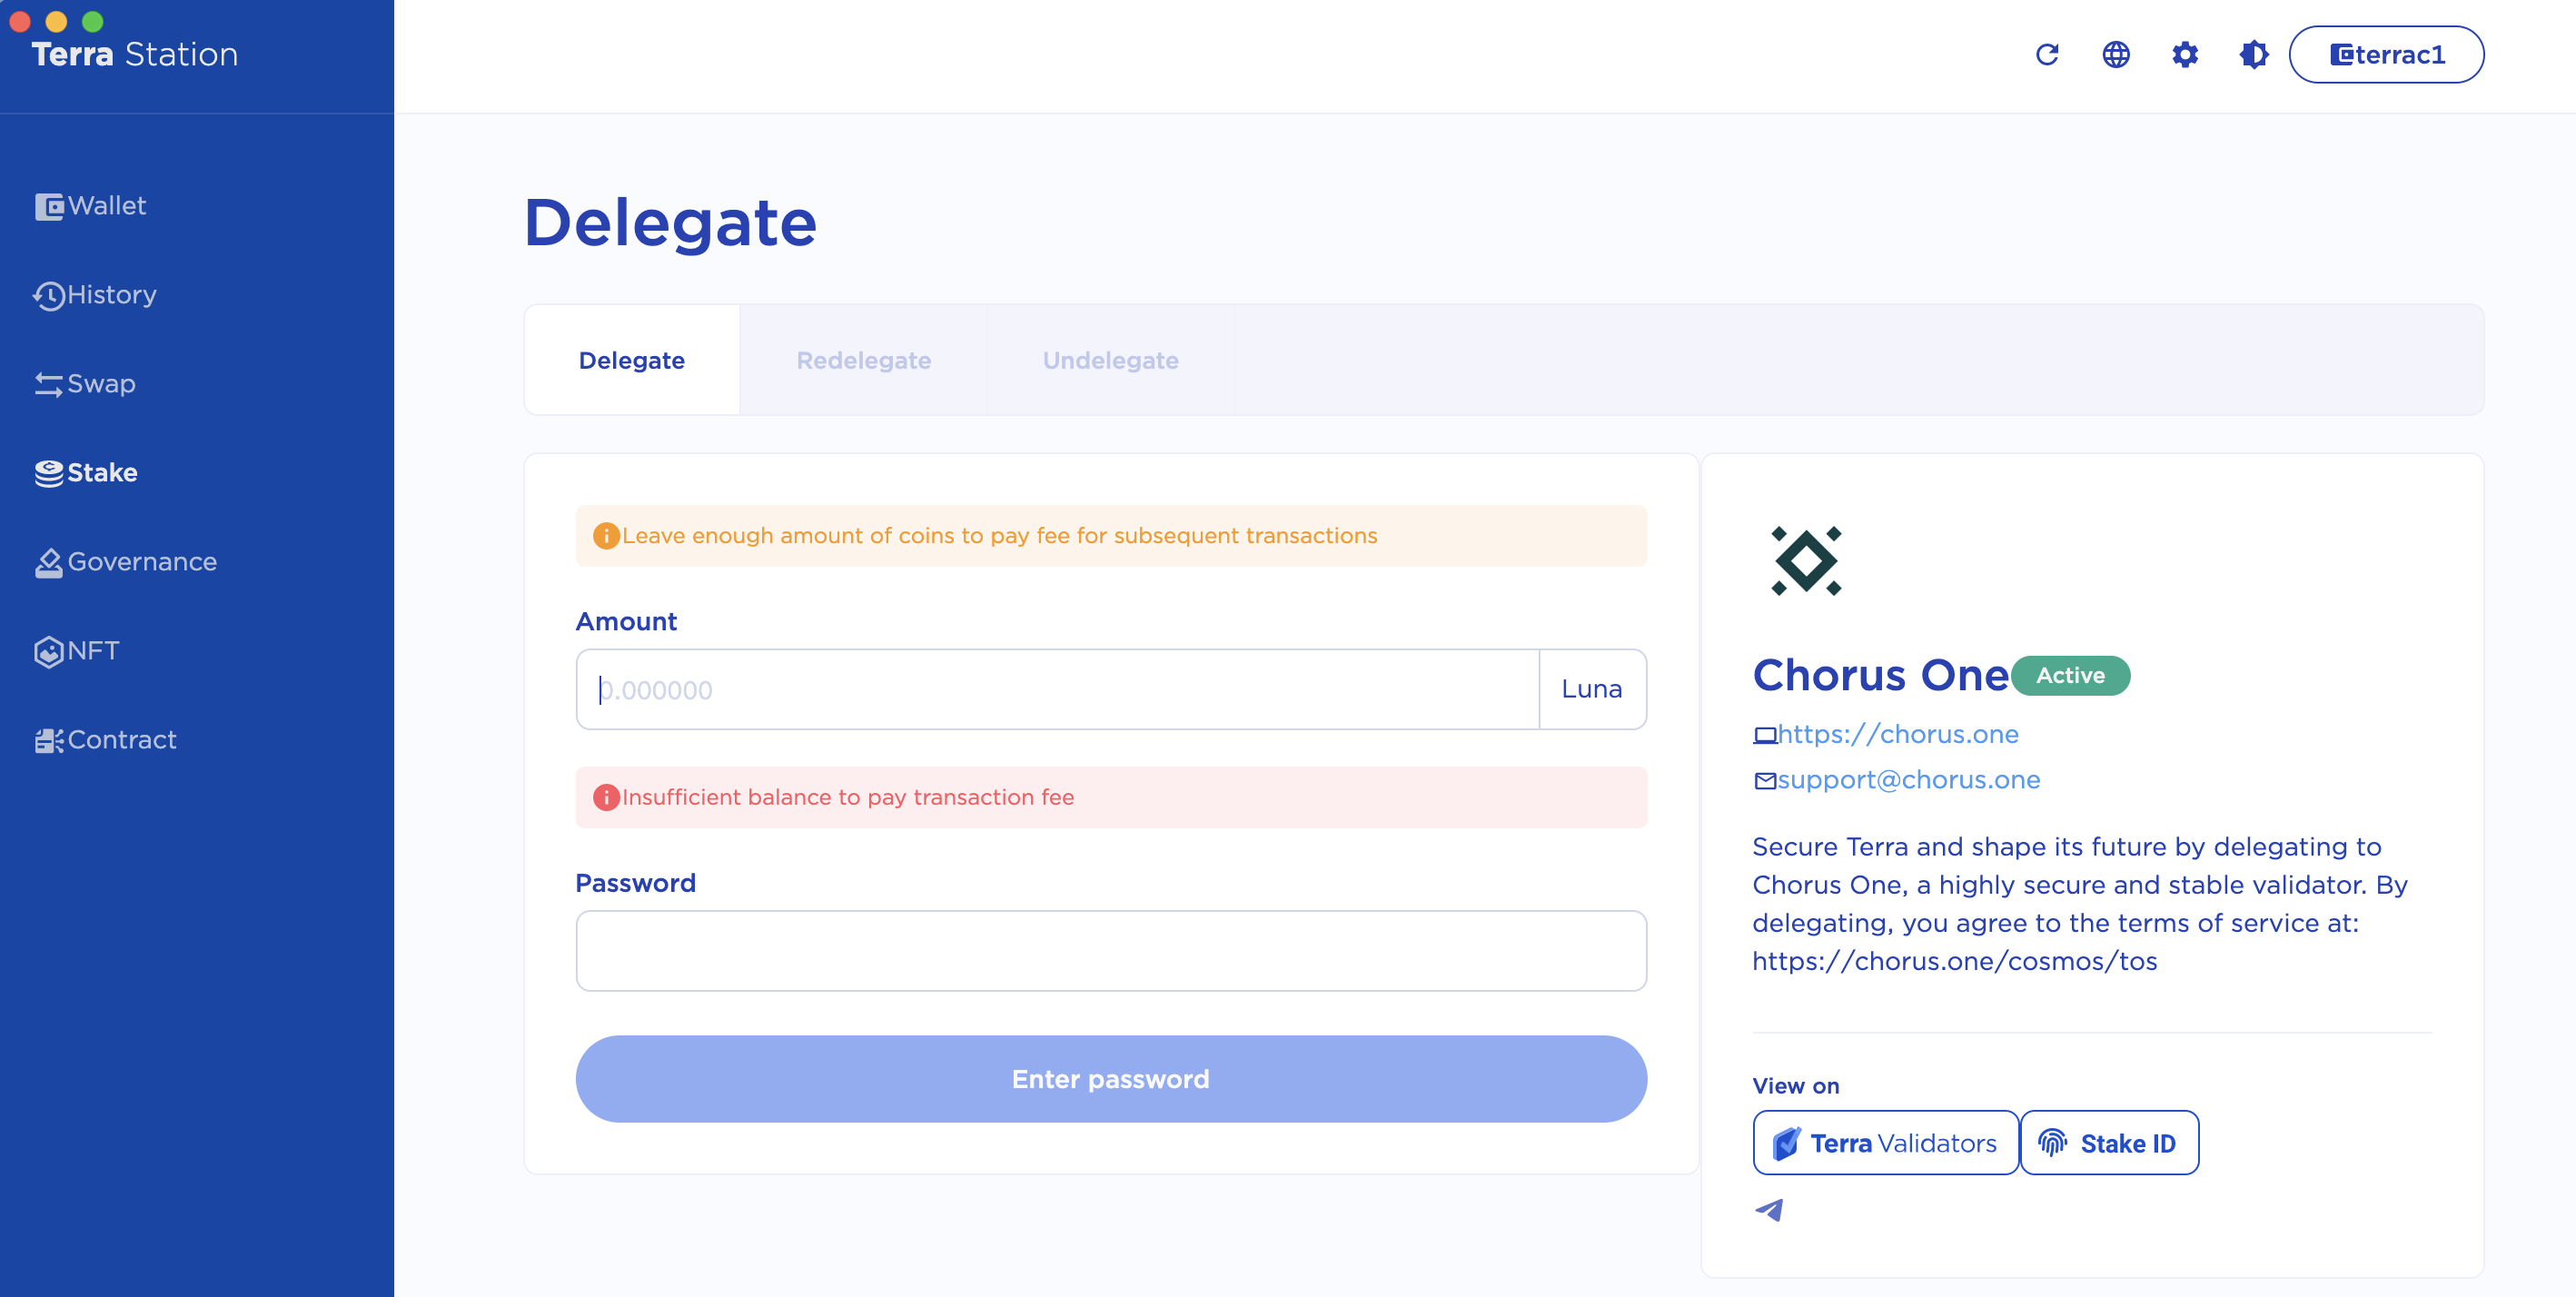 Terra Station
terrac1
Wallet
History
Swap
Stake
Governance
NFT
Contract
Delegate
Delegate
Redelegate
Undelegate
Leave enough amount of coins to pay fee for subsequent transactions
Amount
0.000000
Luna
Insufficient balance to pay transaction fee
Password
Enter password
Chorus One
Active
https://chorus.one
support@chorus.one
Secure Terra and shape its future by delegating to
Chorus One, a highly secure and stable validator. By
delegating, you agree to the terms of service at:
https://chorus.one/cosmos/tos
View on
Terra Validators
Stake ID